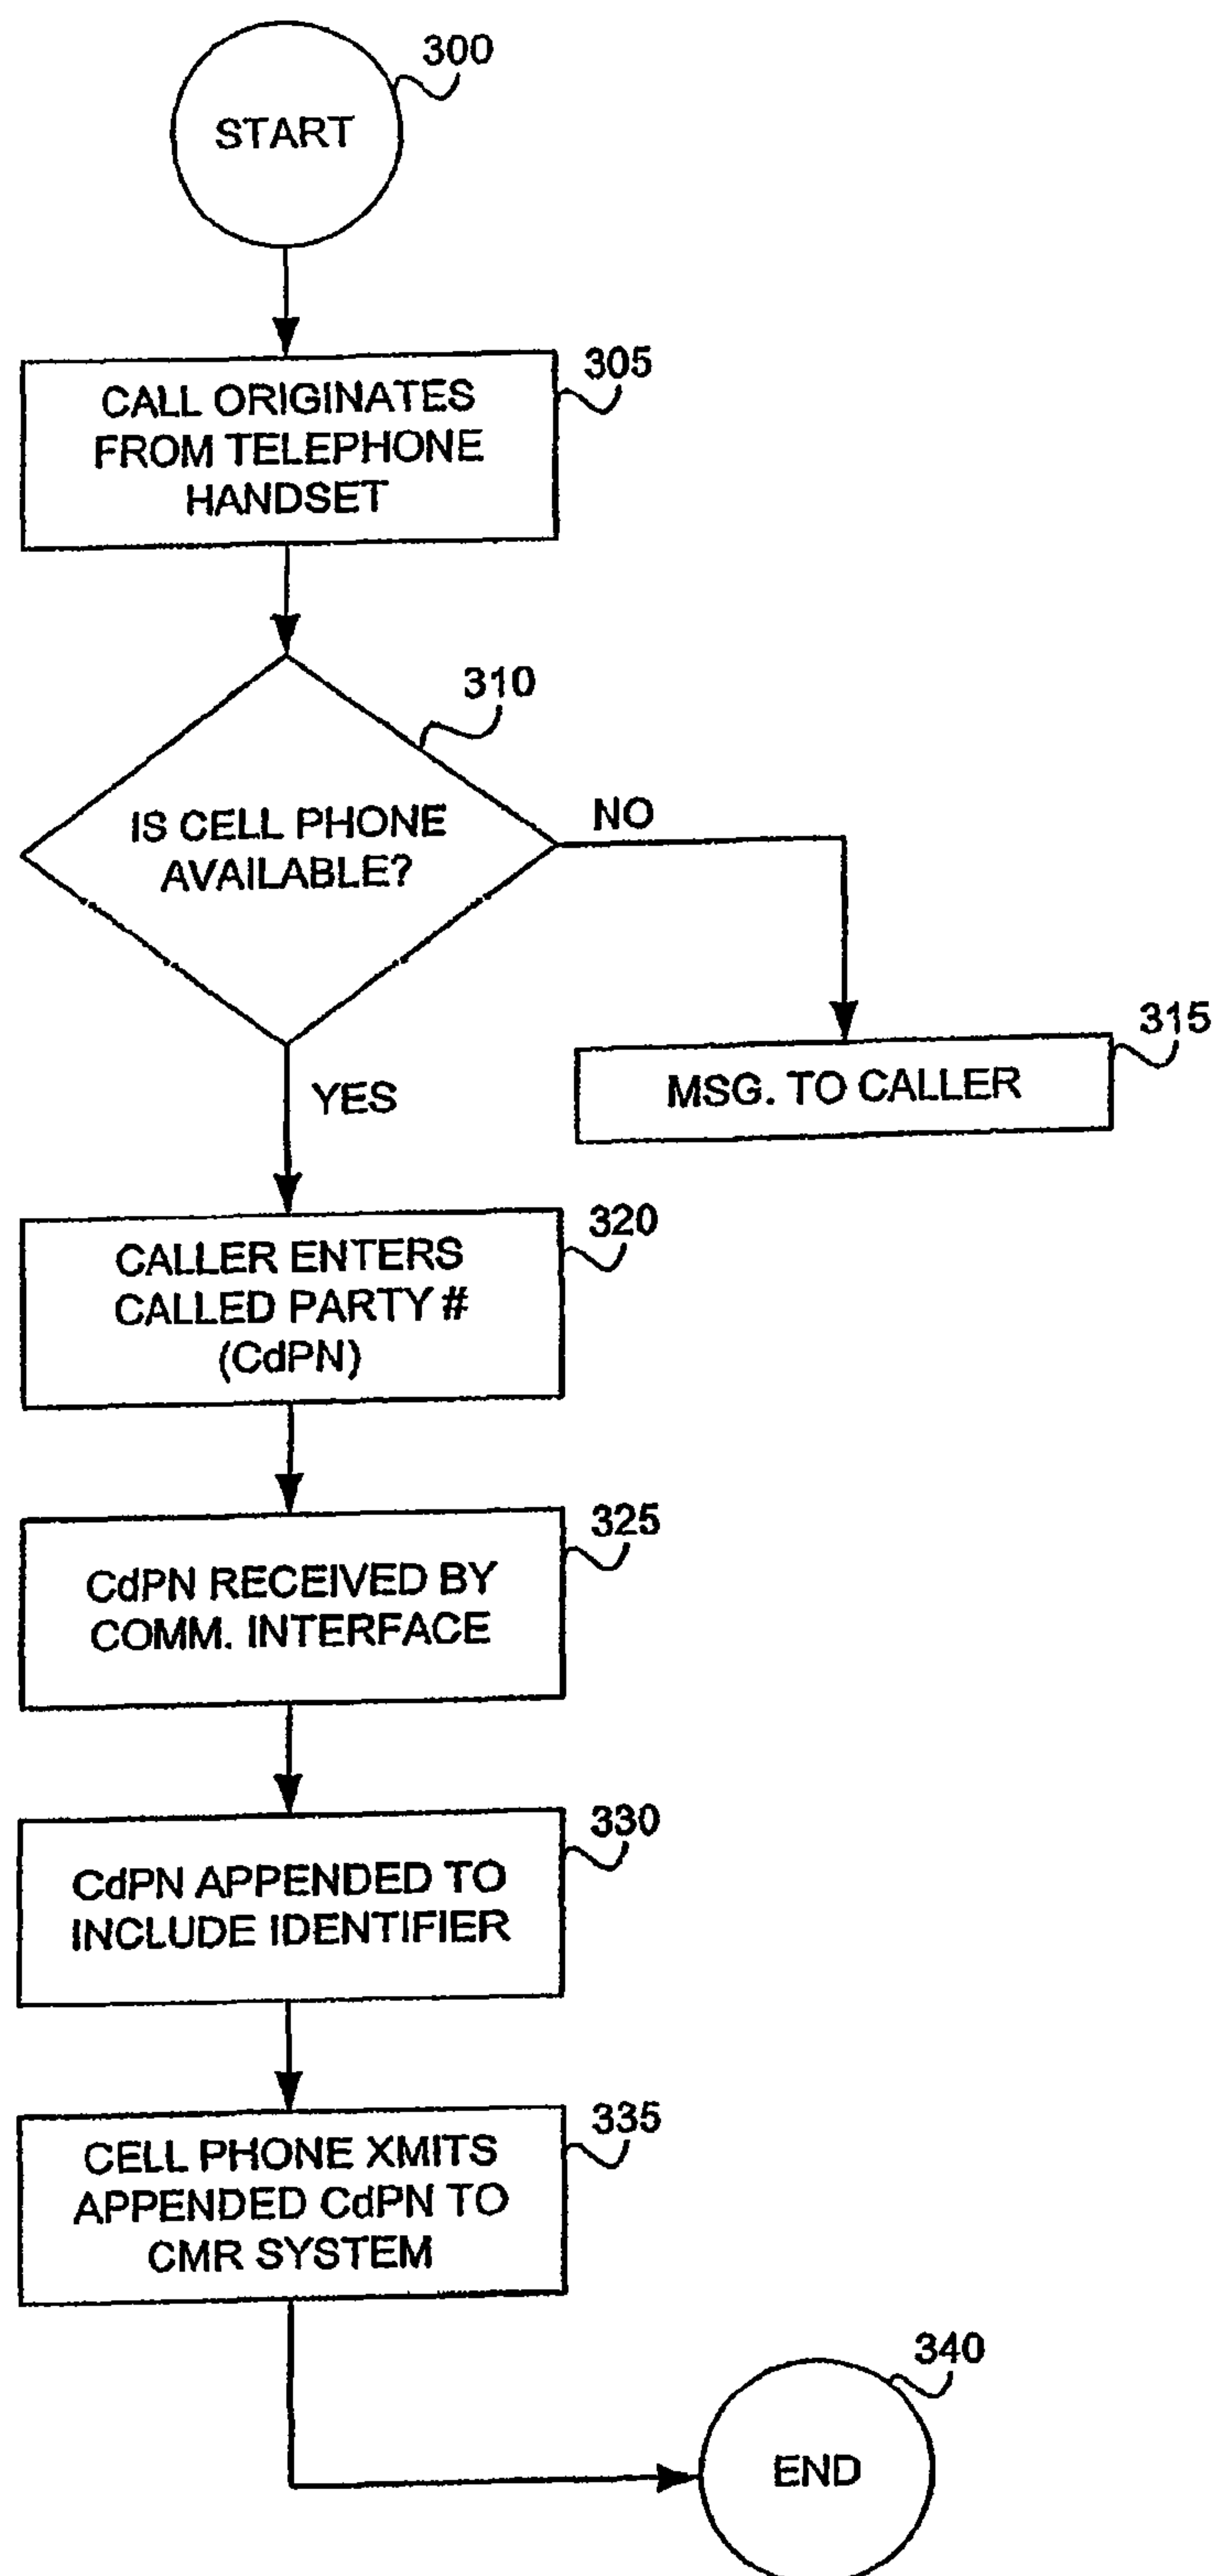 300
START
305
CALL ORIGINATES
FROM TELEPHONE
HANDSET
310
IS CELL PHONE
AVAILABLE?
NO
315
MSG. TO CALLER
YES
320
CALLER ENTERS
CALLED PARTY #
(CdPN)
325
CdPN RECEIVED BY
COMM. INTERFACE
330
CdPN APPENDED TO
INCLUDE IDENTIFIER
335
CELL PHONE XMITS
APPENDED CdPN TO
CMR SYSTEM
340
END